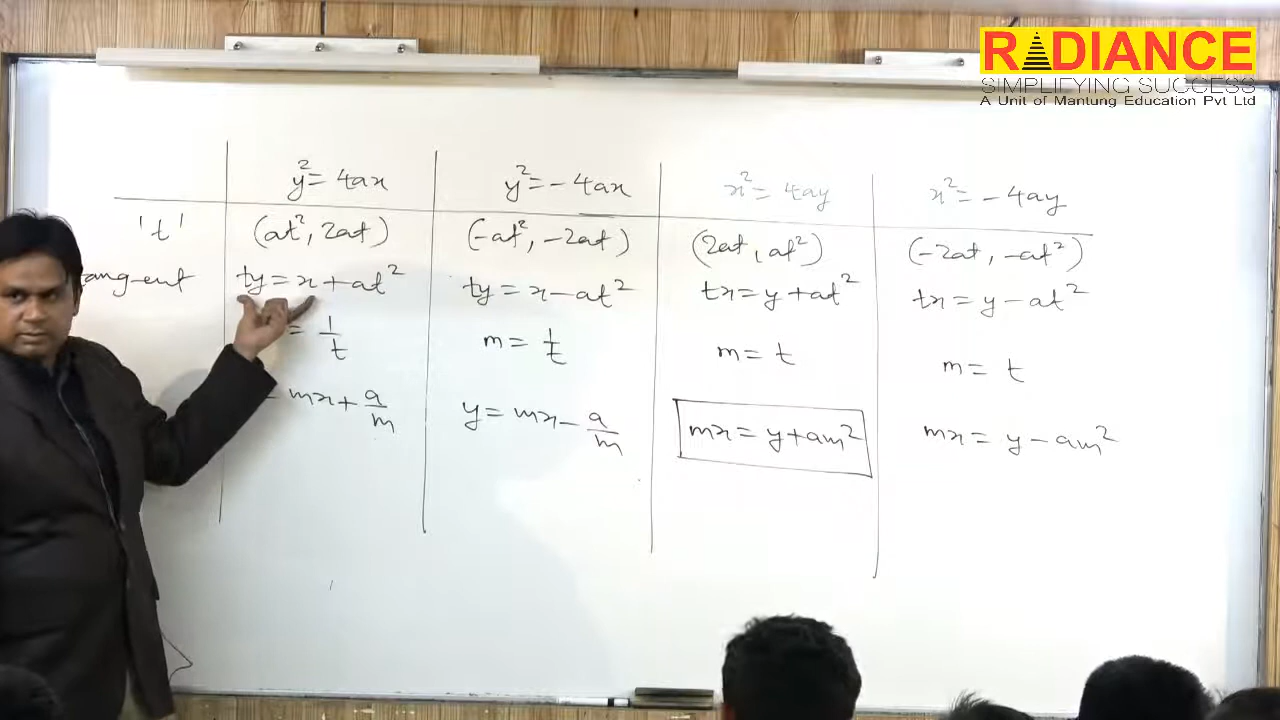 RADIANCE
SIMPLIFYING SUCCESS
A Unit of Mantung Education Pvt Ltd
y² = 4ax y² = -4ax x² = 4ay x² = -4ay
't' (at², 2at) (-at², -2at) (2at, at²) (-2at, -at²)
tangent ty = x + at² ty = x - at² tx = y + at² tx = y - at²
= 1/t m = 1/t m = t m = t
= mx + a/m y = mx - a/m mx = y + am² mx = y - am²